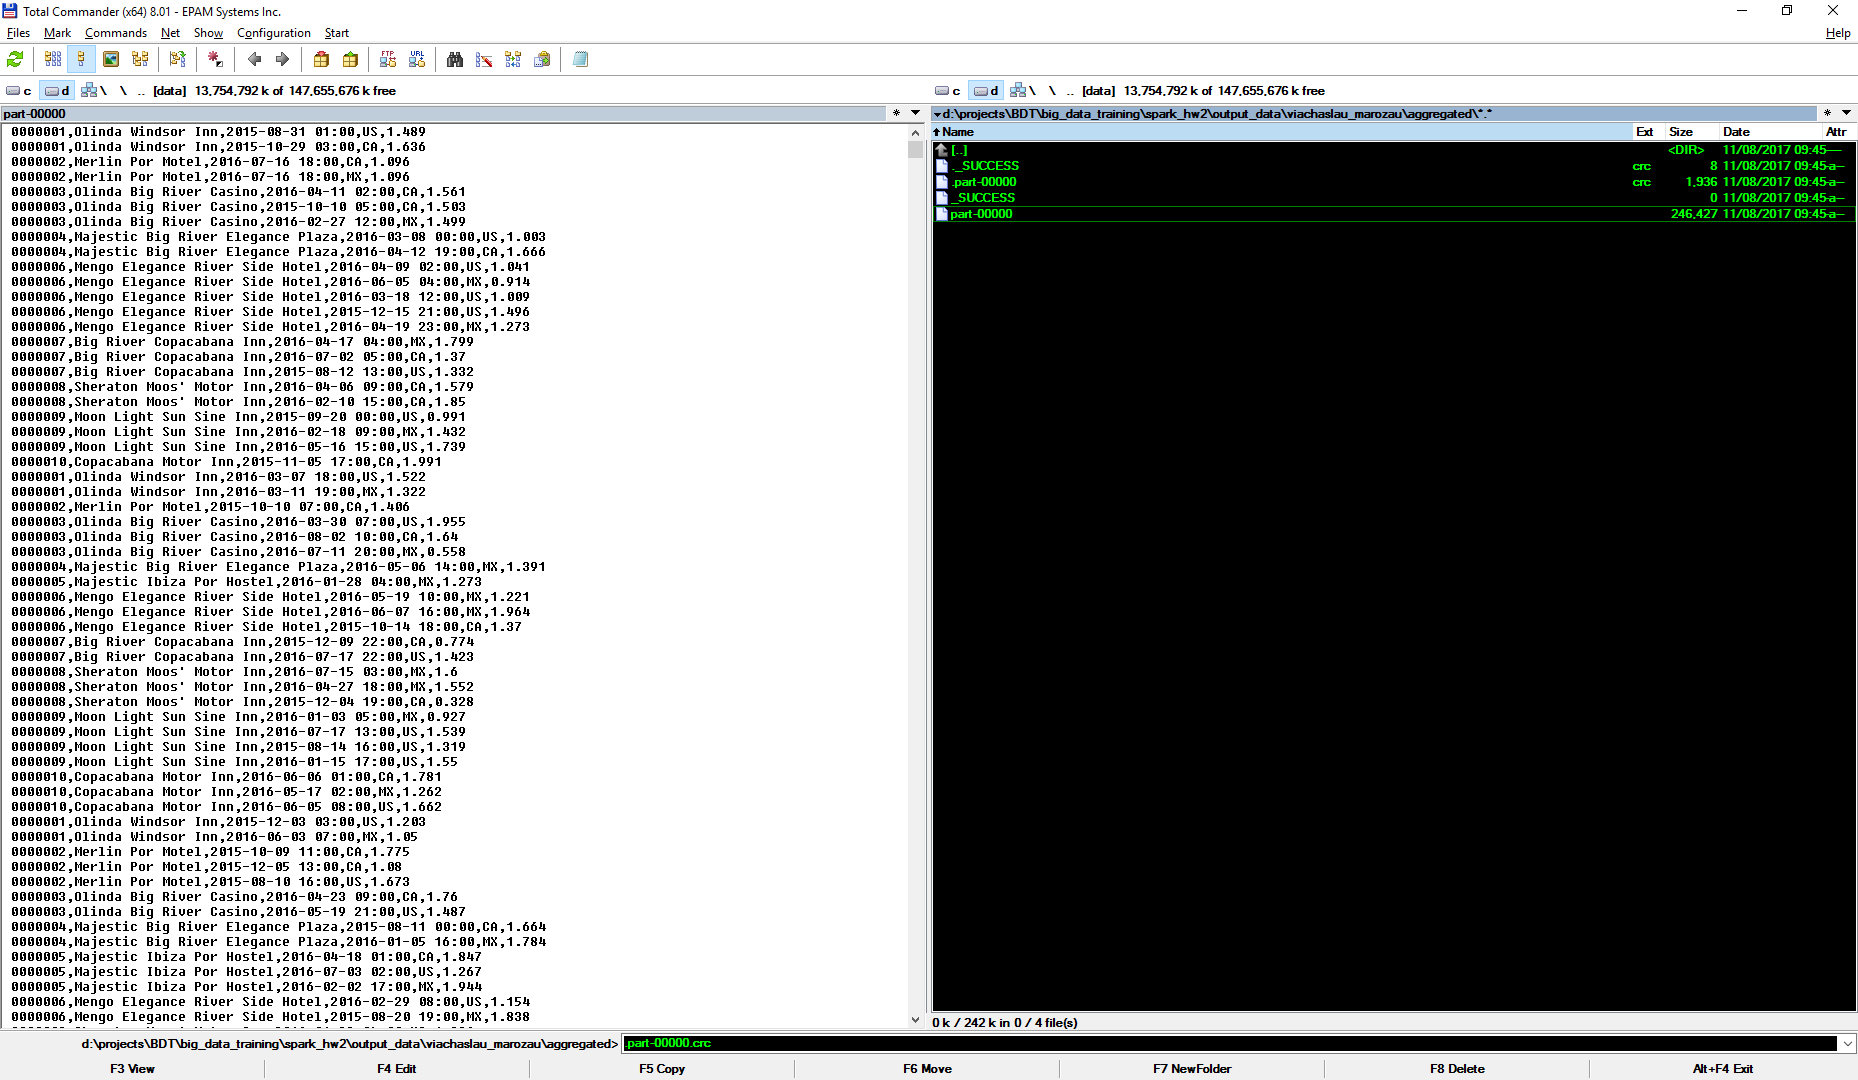 Total Commander (x64) 8.01 - EPAM Systems Inc.
Files Mark Commands Net Show Configuration Start Help
FTP URL
c d \ \ .. [data] 13,754,792 k of 147,655,676 k free
c d \ \ .. [data] 13,754,792 k of 147,655,676 k free
part-00000 *
0000001,Olinda Windsor Inn,2015-08-31 01:00,US,1.489
0000001,Olinda Windsor Inn,2015-10-29 03:00,CA,1.636
0000002,Merlin Por Motel,2016-07-16 18:00,CA,1.096
0000002,Merlin Por Motel,2016-07-16 18:00,MX,1.096
0000003,Olinda Big River Casino,2016-04-11 02:00,CA,1.561
0000003,Olinda Big River Casino,2015-10-10 05:00,CA,1.503
0000003,Olinda Big River Casino,2016-02-27 12:00,MX,1.499
0000004,Majestic Big River Elegance Plaza,2016-03-08 00:00,US,1.003
0000004,Majestic Big River Elegance Plaza,2016-04-12 19:00,CA,1.666
0000006,Mengo Elegance River Side Hotel,2016-04-09 02:00,US,1.041
0000006,Mengo Elegance River Side Hotel,2016-06-05 04:00,MX,0.914
0000006,Mengo Elegance River Side Hotel,2016-03-18 12:00,US,1.009
0000006,Mengo Elegance River Side Hotel,2015-12-15 21:00,US,1.496
0000006,Mengo Elegance River Side Hotel,2016-04-19 23:00,MX,1.273
0000007,Big River Copacabana Inn,2016-04-17 04:00,MX,1.799
0000007,Big River Copacabana Inn,2016-07-02 05:00,CA,1.37
0000007,Big River Copacabana Inn,2015-08-12 13:00,US,1.332
0000008,Sheraton Moos' Motor Inn,2016-04-06 09:00,CA,1.579
0000008,Sheraton Moos' Motor Inn,2016-02-10 15:00,CA,1.85
0000009,Moon Light Sun Sine Inn,2015-09-20 00:00,US,0.991
0000009,Moon Light Sun Sine Inn,2016-02-18 09:00,MX,1.432
0000009,Moon Light Sun Sine Inn,2016-05-16 15:00,US,1.739
0000010,Copacabana Motor Inn,2015-11-05 17:00,CA,1.991
0000001,Olinda Windsor Inn,2016-03-07 18:00,US,1.522
0000001,Olinda Windsor Inn,2016-03-11 19:00,MX,1.322
0000002,Merlin Por Motel,2015-10-10 07:00,CA,1.406
0000003,Olinda Big River Casino,2016-03-30 07:00,US,1.955
0000003,Olinda Big River Casino,2016-08-02 10:00,CA,1.64
0000003,Olinda Big River Casino,2016-07-11 20:00,MX,0.558
0000004,Majestic Big River Elegance Plaza,2016-05-06 14:00,MX,1.391
0000005,Majestic Ibiza Por Hostel,2016-01-28 04:00,MX,1.273
0000006,Mengo Elegance River Side Hotel,2016-05-19 10:00,MX,1.221
0000006,Mengo Elegance River Side Hotel,2016-06-07 16:00,MX,1.964
0000006,Mengo Elegance River Side Hotel,2015-10-14 18:00,CA,1.37
0000007,Big River Copacabana Inn,2015-12-09 22:00,CA,0.774
0000007,Big River Copacabana Inn,2016-07-17 22:00,US,1.423
0000008,Sheraton Moos' Motor Inn,2016-07-15 03:00,MX,1.6
0000008,Sheraton Moos' Motor Inn,2016-04-27 18:00,MX,1.552
0000008,Sheraton Moos' Motor Inn,2015-12-04 19:00,CA,0.328
0000009,Moon Light Sun Sine Inn,2016-01-03 05:00,MX,0.927
0000009,Moon Light Sun Sine Inn,2016-07-17 13:00,US,1.539
0000009,Moon Light Sun Sine Inn,2015-08-14 16:00,US,1.319
0000009,Moon Light Sun Sine Inn,2016-01-15 17:00,US,1.55
0000010,Copacabana Motor Inn,2016-06-06 01:00,CA,1.781
0000010,Copacabana Motor Inn,2016-05-17 02:00,MX,1.262
0000010,Copacabana Motor Inn,2016-06-05 08:00,US,1.662
0000001,Olinda Windsor Inn,2015-12-03 03:00,US,1.203
0000001,Olinda Windsor Inn,2016-06-03 07:00,MX,1.05
0000002,Merlin Por Motel,2015-10-09 11:00,CA,1.775
0000002,Merlin Por Motel,2015-12-05 13:00,CA,1.08
0000002,Merlin Por Motel,2015-08-10 16:00,US,1.673
0000003,Olinda Big River Casino,2016-04-23 09:00,CA,1.76
0000003,Olinda Big River Casino,2016-05-19 21:00,US,1.487
0000004,Majestic Big River Elegance Plaza,2015-08-11 00:00,CA,1.664
0000004,Majestic Big River Elegance Plaza,2016-01-05 16:00,MX,1.784
0000005,Majestic Ibiza Por Hostel,2016-04-18 01:00,CA,1.847
0000005,Majestic Ibiza Por Hostel,2016-07-03 02:00,US,1.267
0000005,Majestic Ibiza Por Hostel,2016-02-02 17:00,MX,1.944
0000006,Mengo Elegance River Side Hotel,2016-02-29 08:00,US,1.154
0000006,Mengo Elegance River Side Hotel,2015-08-20 19:00,MX,1.838
d:\projects\BDT\big_data_training\spark_hw2\output_data\viachaslau_marozau\aggregated\*.* *
Name Ext Size Date Attr
[..] <DIR> 11/08/2017 09:45 ----
._SUCCESS crc 8 11/08/2017 09:45 -a--
.part-00000 crc 1,936 11/08/2017 09:45 -a--
_SUCCESS 0 11/08/2017 09:45 -a--
part-00000 246,427 11/08/2017 09:45 -a--
0 k / 242 k in 0 / 4 file(s)
d:\projects\BDT\big_data_training\spark_hw2\output_data\viachaslau_marozau\aggregated> .part-00000.crc
F3 View F4 Edit F5 Copy F6 Move F7 NewFolder F8 Delete Alt+F4 Exit